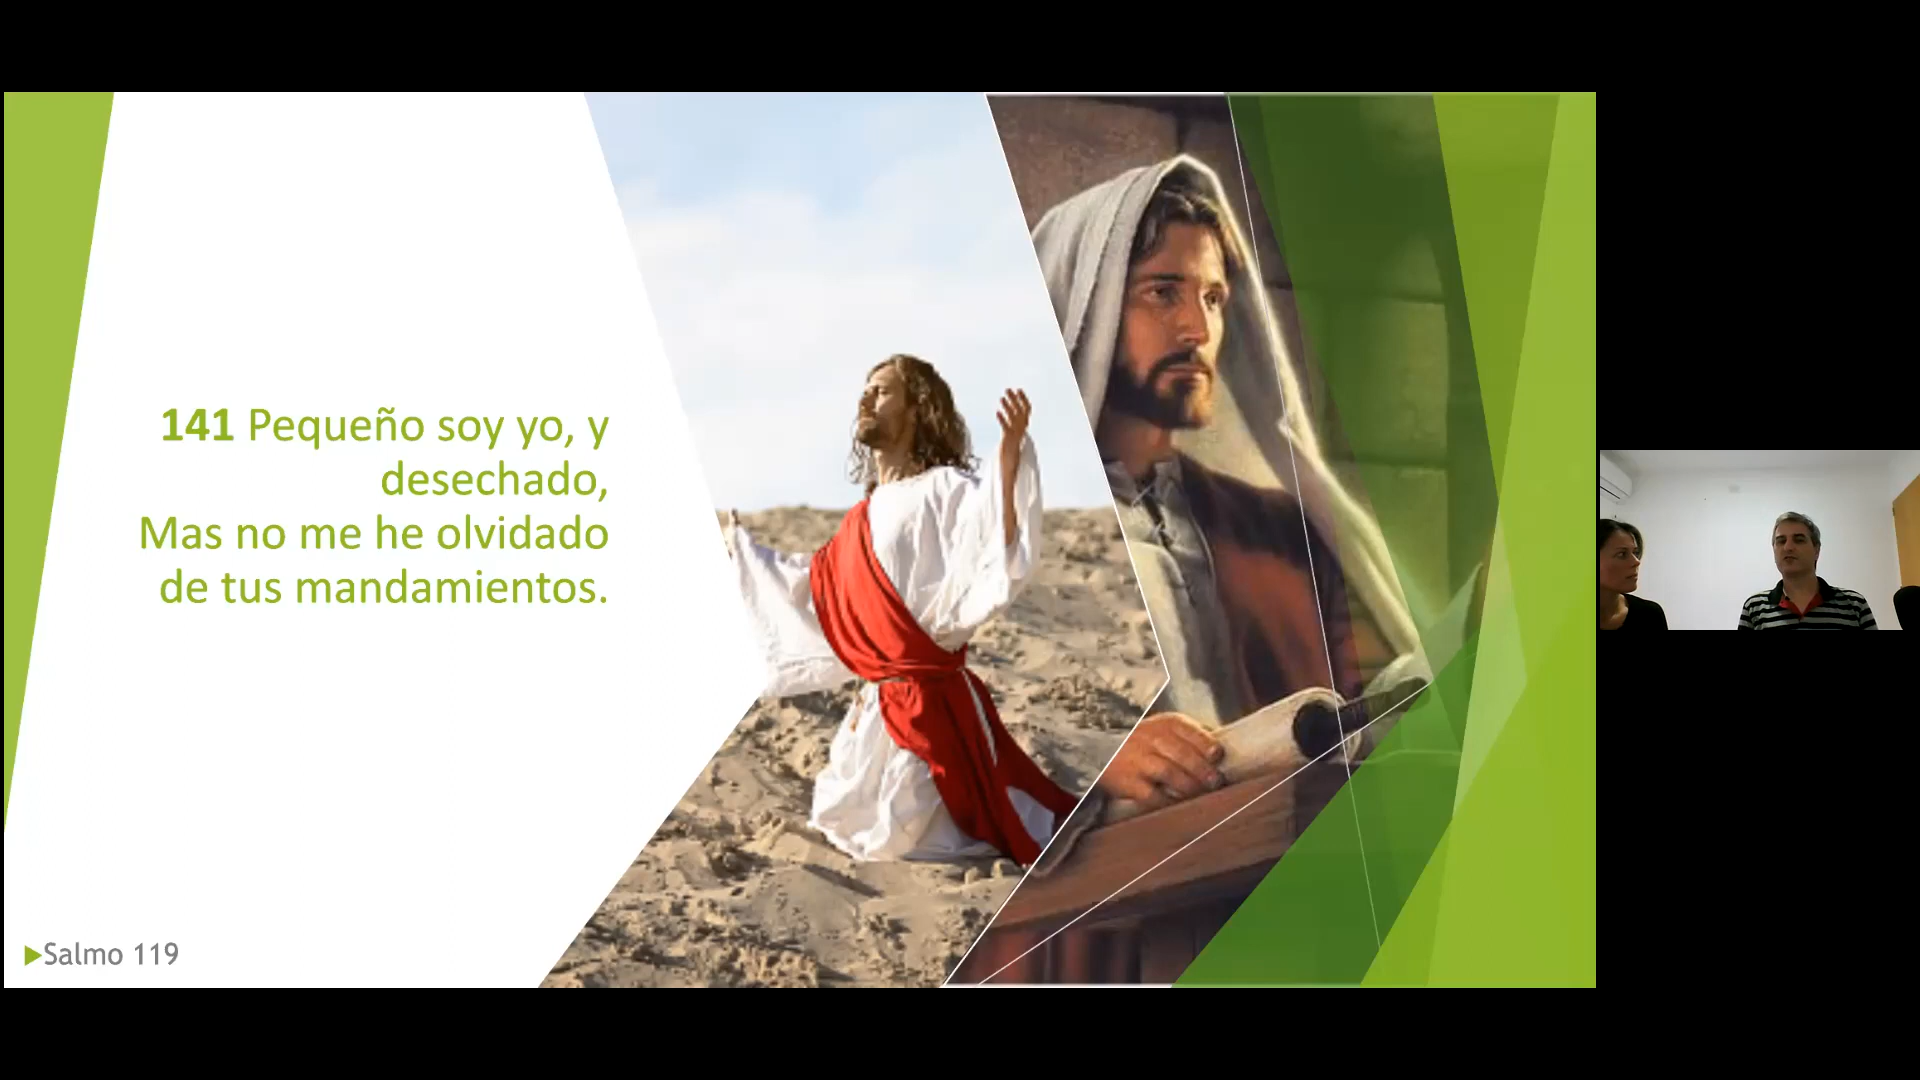 141 Pequeño soy yo, y
desechado,
Mas no me he olvidado
de tus mandamientos.
Salmo 119